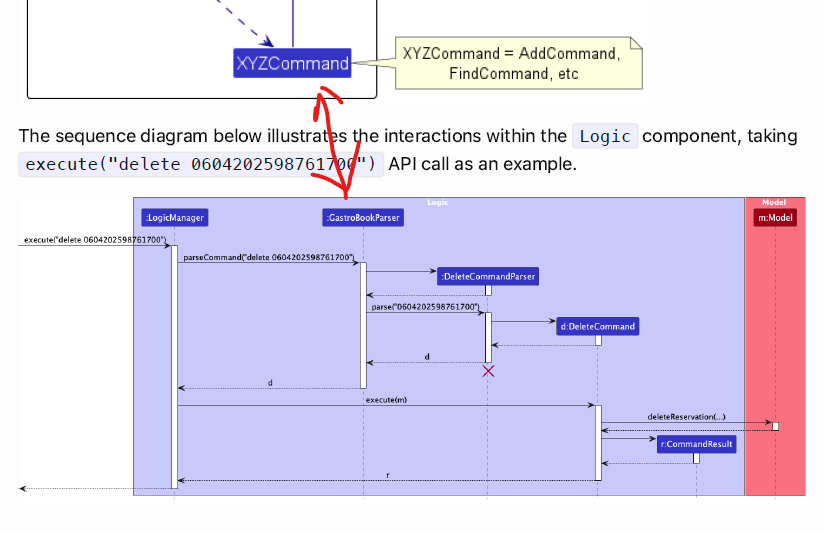 XYZCommand
XYZCommand = AddCommand,
FindCommand, etc
The sequence diagram below illustrates the interactions within the Logic component, taking
execute("delete 0604202598761700") API call as an example.
Logic
Model
:LogicManager
:GastroBookParser
m:Model
execute("delete 0604202598761700")
parseCommand("delete 0604202598761700")
:DeleteCommandParser
parse("0604202598761700")
d:DeleteCommand
d
d
execute(m)
deleteReservation(...)
r:CommandResult
r